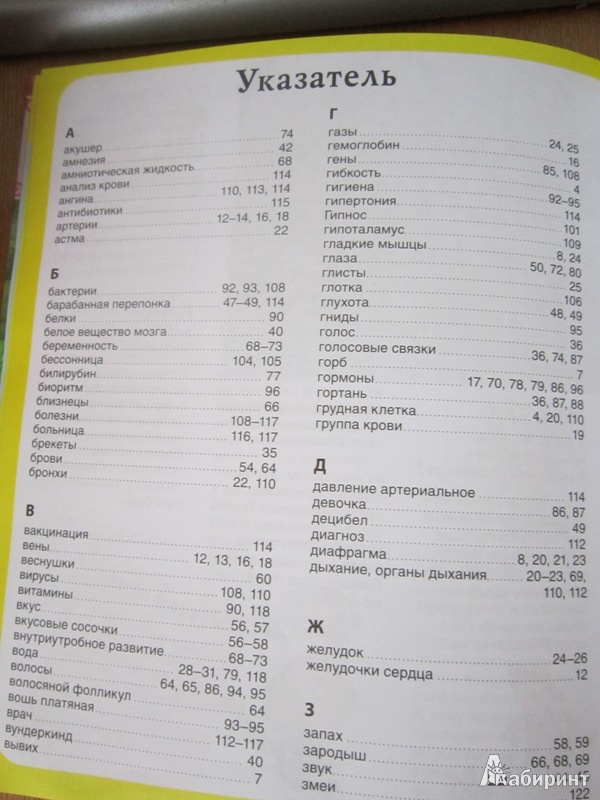 Указатель
А
акушер 74
амнезия 42
амниотическая жидкость 68
анализ крови 114
ангина 110, 113, 114
антибиотики 115
артерии 12–14, 16, 18
астма 22
Б
бактерии 92, 93, 108
барабанная перепонка 47–49, 114
белки 90
белое вещество мозга 40
беременность 68–73
бессонница 104, 105
билирубин 77
биоритм 96
близнецы 66
болезни 108–117
больница 116, 117
брекеты 35
брови 54, 64
бронхи 22, 110
В
вакцинация 114
вены 12, 13, 16, 18
веснушки 60
вирусы 108, 110
витамины 90, 118
вкус 56, 57
вкусовые сосочки 56–58
внутриутробное развитие 68–73
вода 28–31, 79, 118
волосы 64, 65, 86, 94, 95
волосяной фолликул 64
вошь платяная 93–95
врач 112–117
вундеркинд 40
вывих 7
Г
газы 24, 25
гемоглобин 16
гены 85, 108
гибкость 4
гигиена 92–95
гипертония 114
Гипнос 101
гипоталамус 109
гладкие мышцы 8, 24
глаза 50, 72, 80
глисты 25
глотка 106
глухота 48, 49
гниды 95
голос 36
голосовые связки 36, 74, 87
горб 7
гормоны 17, 70, 78, 79, 86, 96
гортань 36, 87, 88
грудная клетка 4, 20, 110
группа крови 19
Д
давление артериальное 114
девочка 86, 87
децибел 49
диагноз 112
диафрагма 8, 20, 21, 23
дыхание, органы дыхания 20–23, 69,
110, 112
Ж
желудок 24–26
желудочки сердца 12
З
запах 58, 59
зародыш 66, 68, 69
звук
змеи 122
Лабиринт